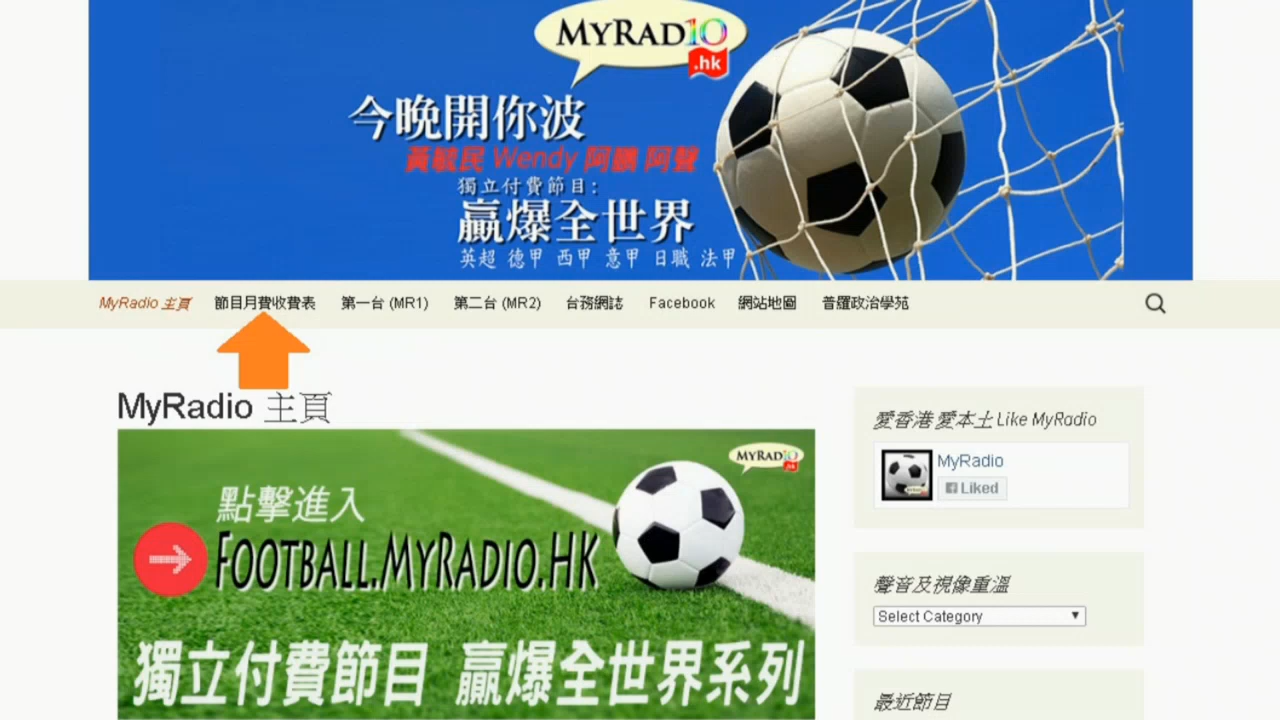 MYRADIO
.hk
今晚開你波
黃毓民 Wendy 阿鵬 阿聲
獨立付費節目:
贏爆全世界
英超 德甲 西甲 意甲 日職 法甲
MyRadio 主頁 節目月費收費表 第一台 (MR1) 第二台 (MR2) 台務網誌 Facebook 網站地圖 普羅政治學苑
MyRadio 主頁
MYRADIO
.hk
點擊進入
FOOTBALL.MYRADIO.HK
獨立付費節目 贏爆全世界系列
愛香港 愛本土 Like MyRadio
MyRadio
Liked
聲音及視像重溫
Select Category
最近節目